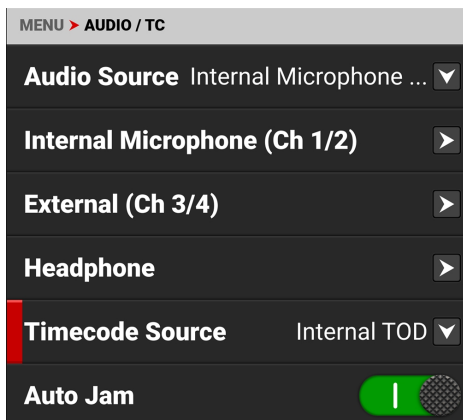 MENU ➤ AUDIO / TC
Audio Source Internal Microphone ...
Internal Microphone (Ch 1/2)
External (Ch 3/4)
Headphone
Timecode Source Internal TOD
Auto Jam